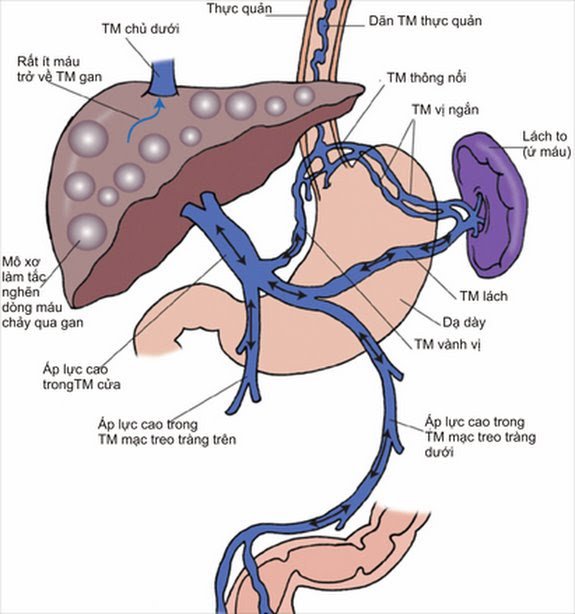 Thực quản
Dãn TM thực quản
TM chủ dưới
Rất ít máu
trở về TM gan
TM thông nối
TM vị ngắn
Lách to
(ứ máu)
Mô xơ
làm tắc
nghẽn
dòng máu
chảy qua gan
TM lách
Dạ dày
TM vành vị
Áp lực cao
trongTM cửa
Áp lực cao trong
TM mạc treo tràng trên
Áp lực cao trong
TM mạc treo tràng
dưới